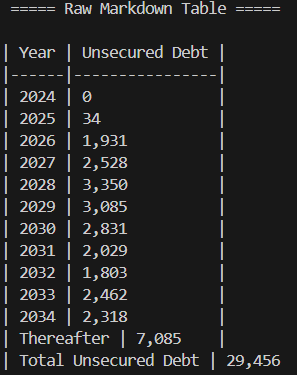 ===== Raw Markdown Table =====
| Year | Unsecured Debt |
|------|----------------|
| 2024 | 0              |
| 2025 | 34             |
| 2026 | 1,931          |
| 2027 | 2,528          |
| 2028 | 3,350          |
| 2029 | 3,085          |
| 2030 | 2,831          |
| 2031 | 2,029          |
| 2032 | 1,803          |
| 2033 | 2,462          |
| 2034 | 2,318          |
| Thereafter | 7,085    |
| Total Unsecured Debt | 29,456